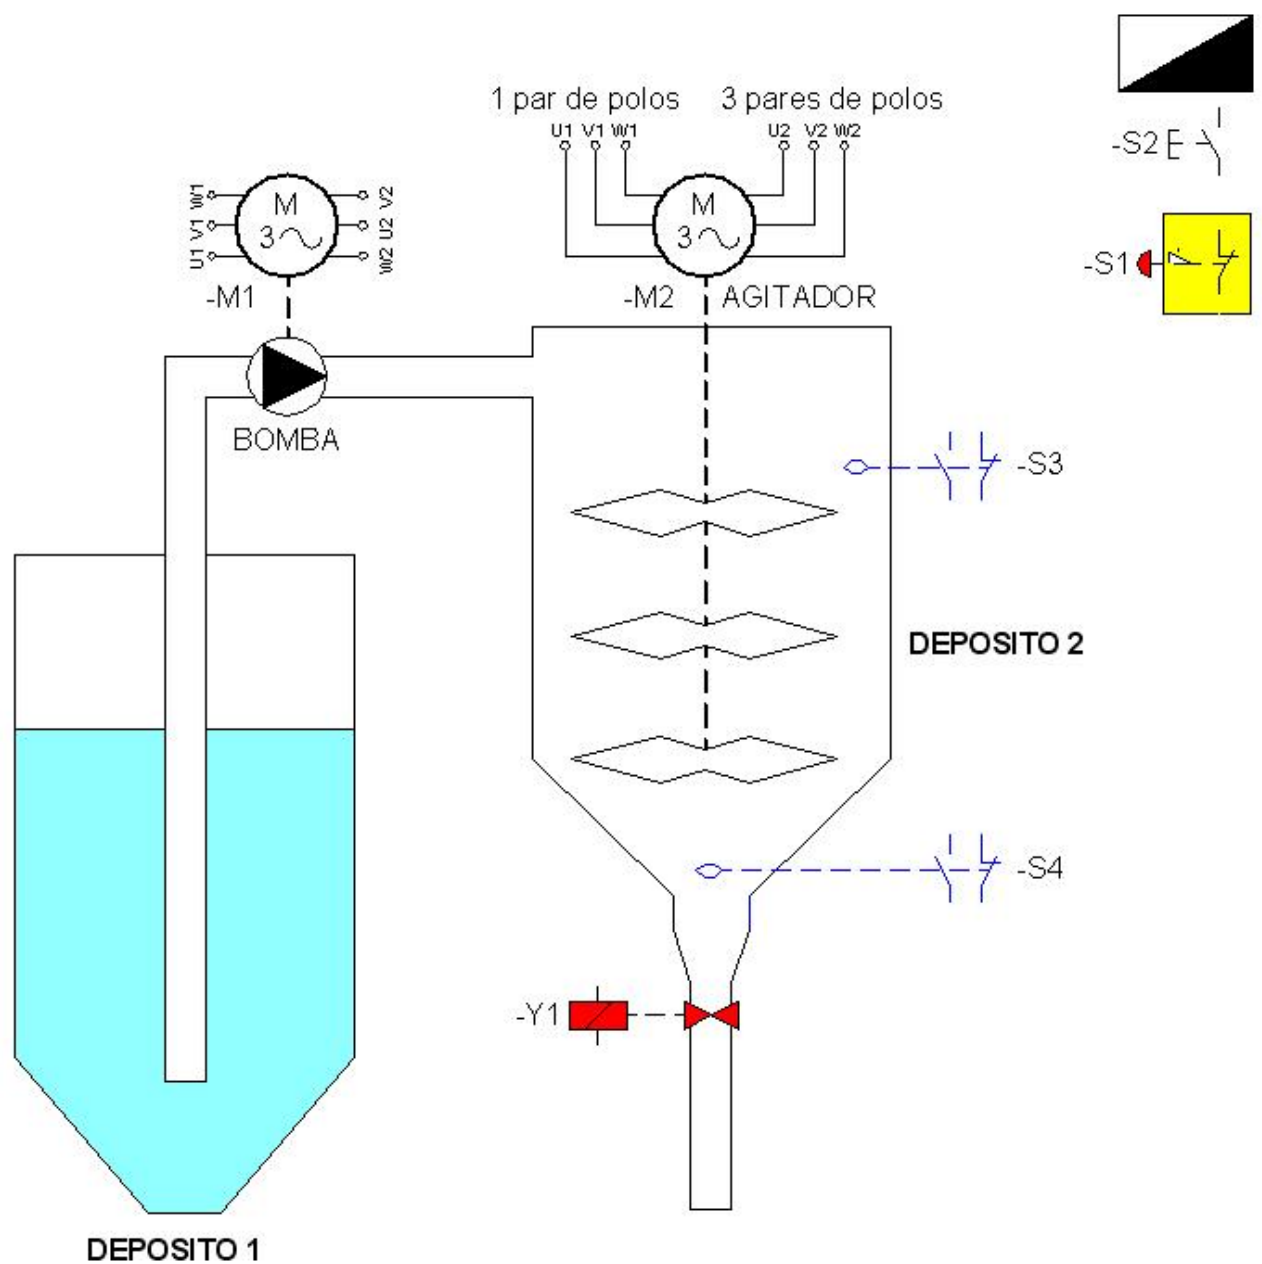 1 par de polos
3 pares de polos
U1 V1 W1
U2 V2 W2
-S2
W1
V1
U1
M
3
V2
U2
W2
M
3
-S1
-M1
-M2
AGITADOR
BOMBA
-S3
DEPOSITO 2
-S4
-Y1
DEPOSITO 1